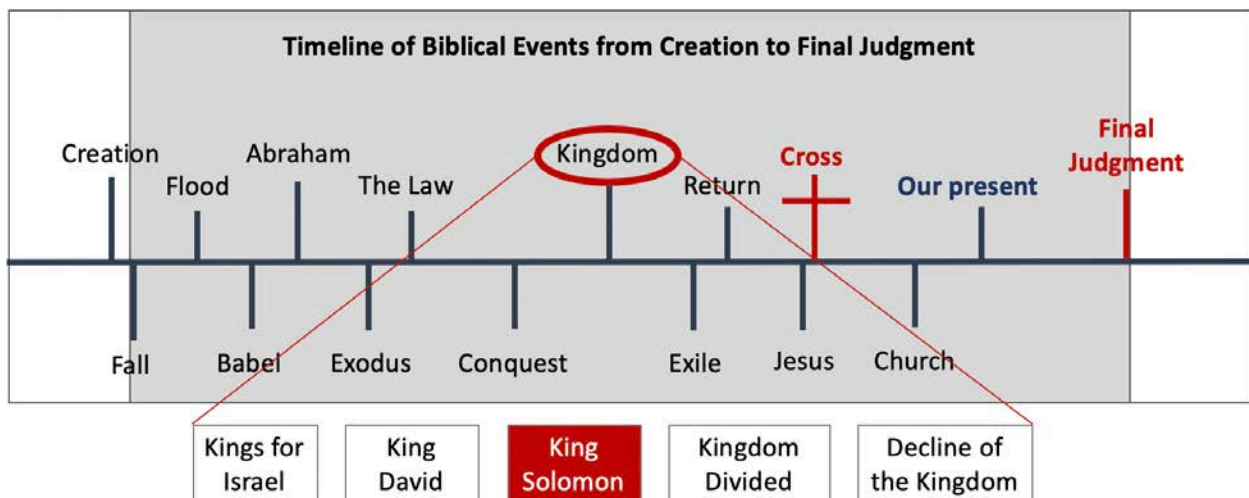 Timeline of Biblical Events from Creation to Final Judgment
Creation
Flood
Abraham
The Law
Kingdom
Return
Cross
Our present
Final
Judgment
Fall
Babel
Exodus
Conquest
Exile
Jesus
Church
Kings for
Israel
King
David
King
Solomon
Kingdom
Divided
Decline of
the Kingdom